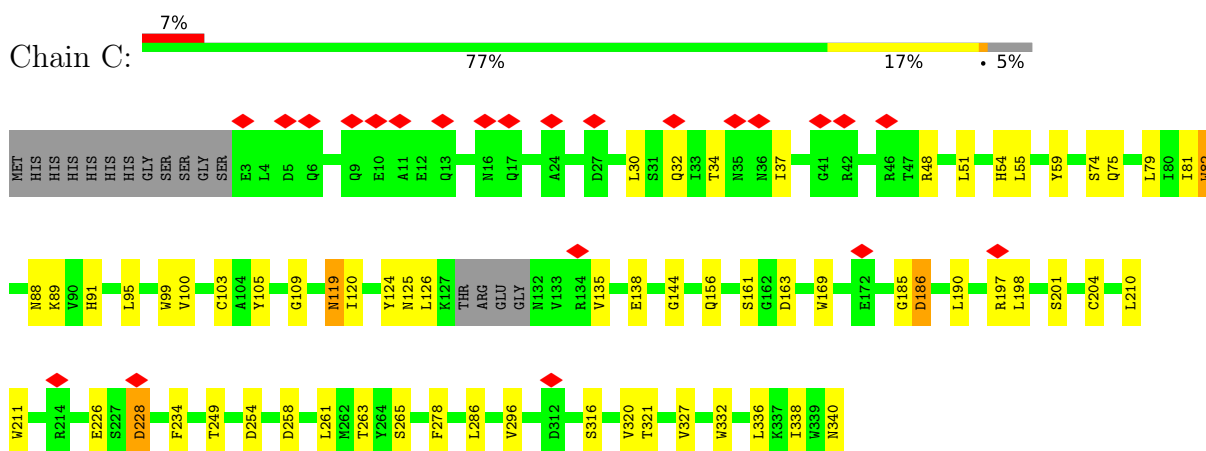 7%
Chain C:
77% 17% • 5%
MET HIS HIS HIS HIS HIS HIS GLY SER SER GLY SER E3 L4 D5 Q6 Q9 E10 A11 E12 Q13 N16 Q17 A24 D27 L30 S31 Q32 I33 T34 N35 N36 I37 G41 R42 R46 T47 R48 L51 H54 L55 Y59 S74 Q75 L79 I80 I81 W82
N88 K89 V90 H91 L95 W99 V100 C103 A104 Y105 G109 N119 I120 Y124 N125 L126 K127 THR ARG GLU GLY N132 V133 R134 V135 E138 G144 Q156 S161 G162 D163 W169 E172 G185 D186 L190 R197 L198 S201 C204 L210
W211 R214 E226 S227 D228 F234 T249 D254 D258 L261 M262 T263 Y264 S265 F278 L286 V296 D312 S316 V320 T321 V327 W332 L336 K337 I338 W339 N340